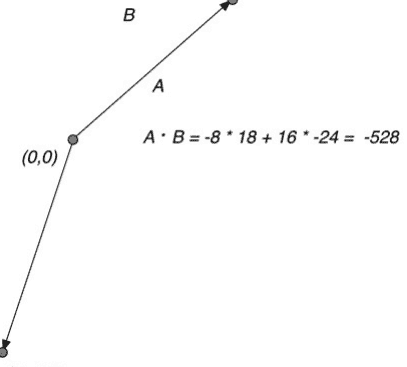 B
A
(0,0)
A · B = -8 * 18 + 16 * -24 = -528